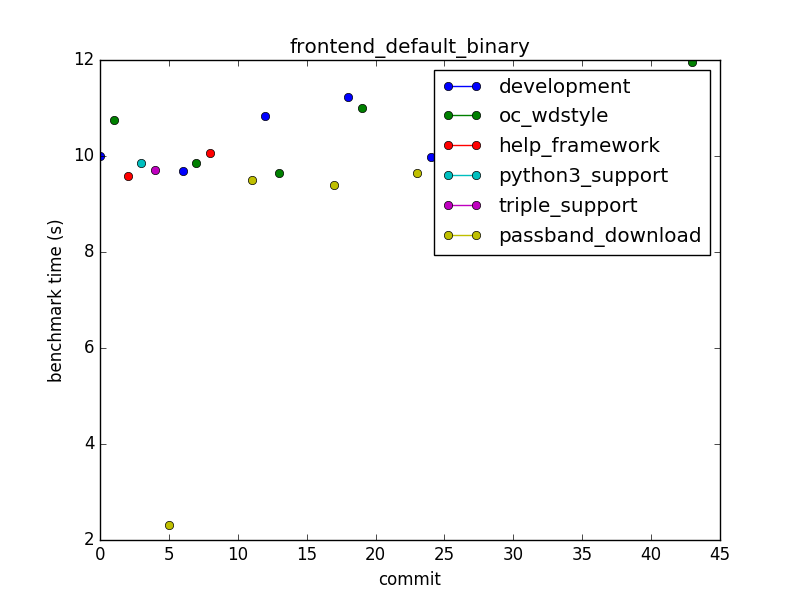 frontend_default_binary
12
10
8
6
4
2
benchmark time (s)
development
oc_wdstyle
help_framework
python3_support
triple_support
passband_download
0 5 10 15 20 25 30 35 40 45
commit